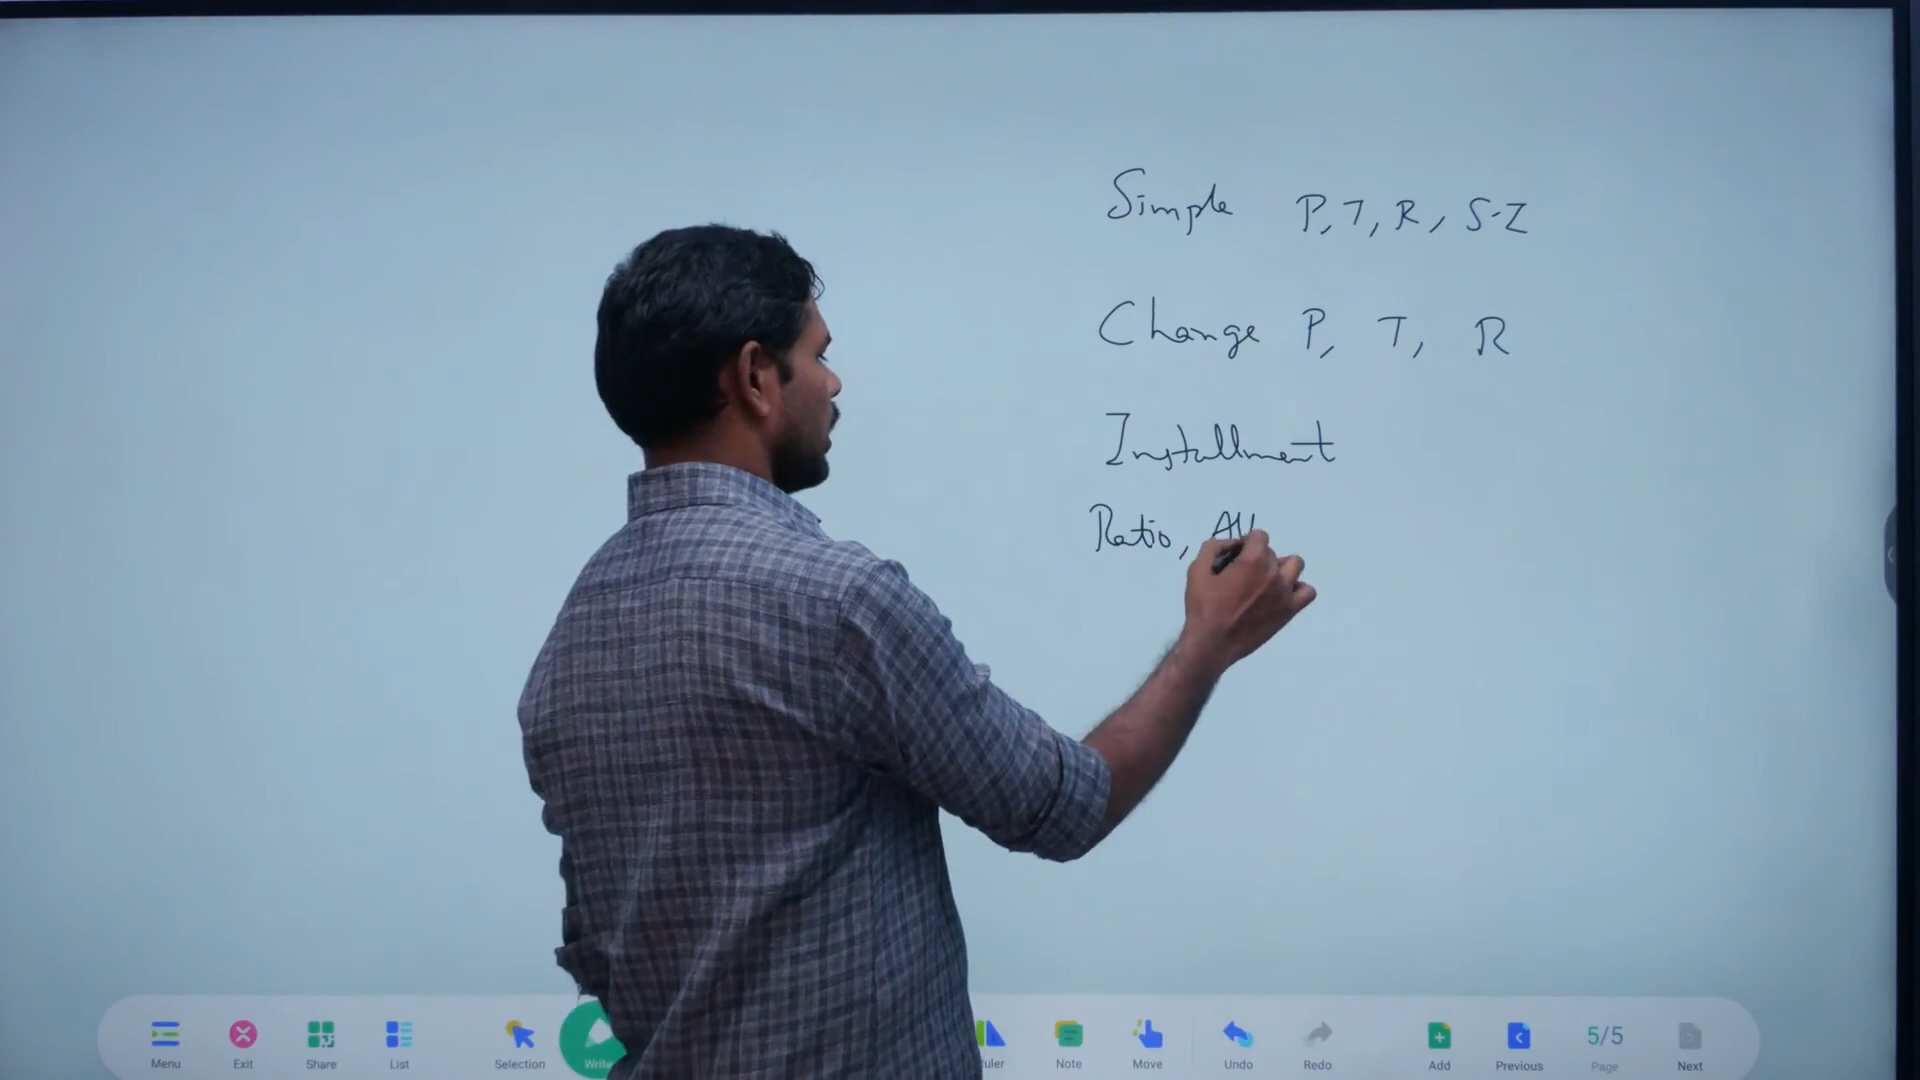 Simple P, T, R, S-I
Change P, T, R
Installment
Ratio,
Menu Exit Share List Selection Write Note Move Undo Redo Add Previous 5/5 Page Next